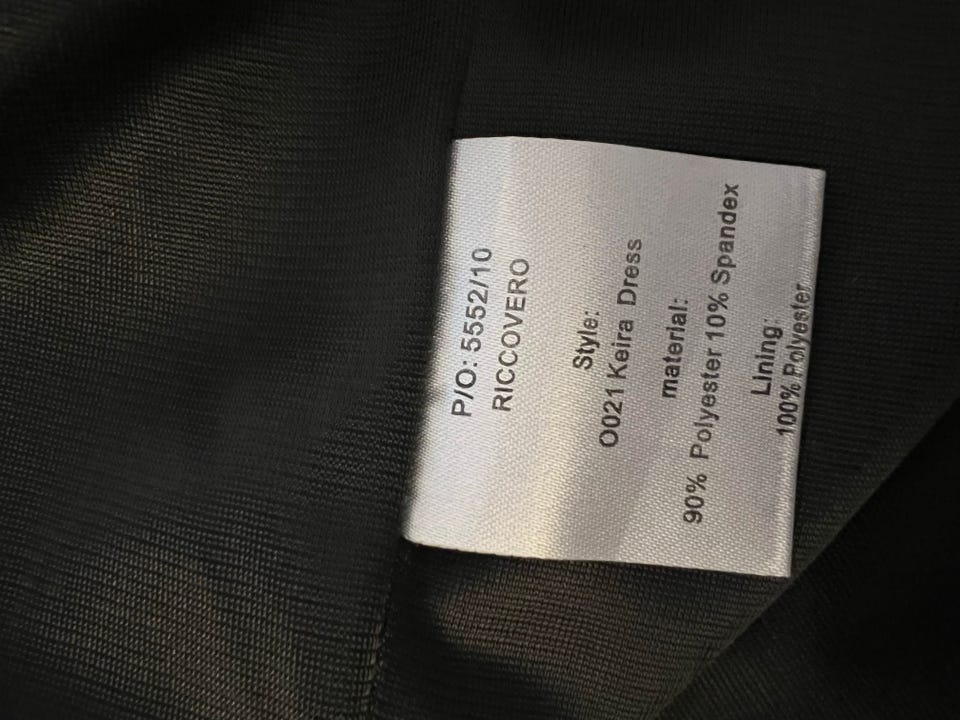 P/O: 5552/10
RICCOVERO
Style:
O021 Keira Dress
material:
90% Polyester 10% Spandex
Lining:
100% Polyester